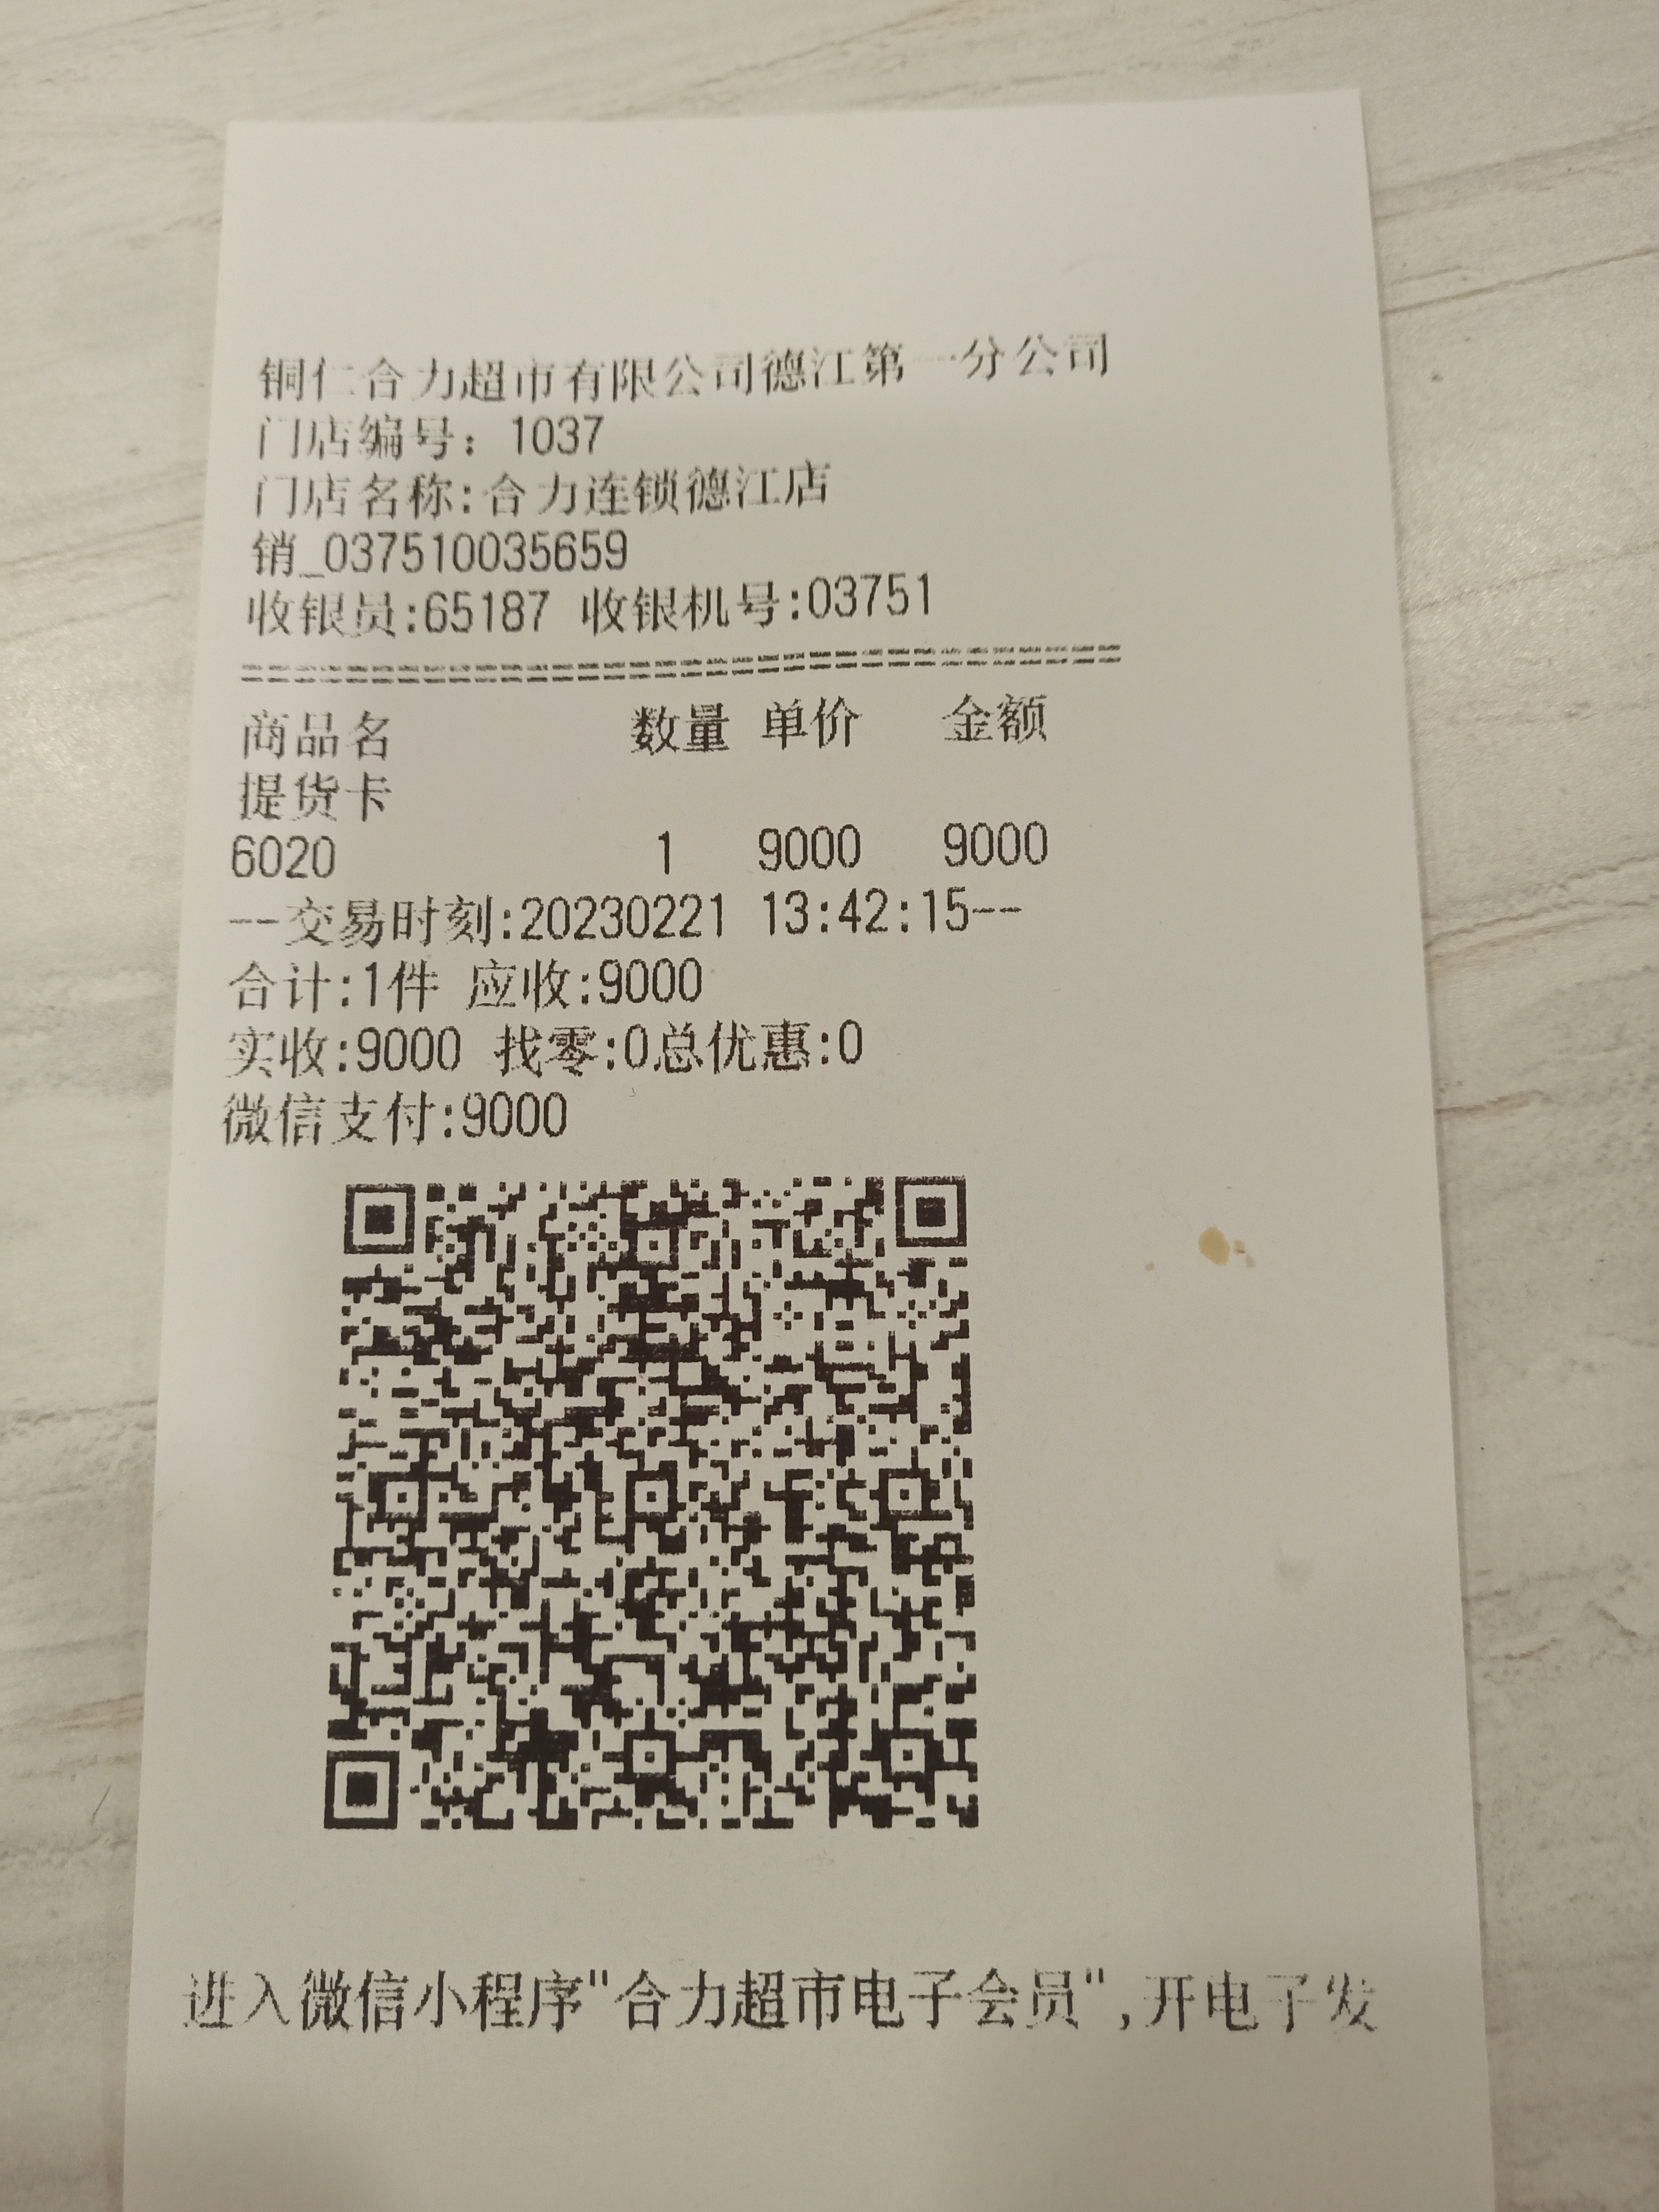 铜仁合力超市有限公司德江第一分公司
门店编号：1037
门店名称:合力连锁德江店
销_037510035659
收银员:65187 收银机号:03751
==================================
商品名 数量 单价 金额
提货卡
6020 1 9000 9000
--交易时刻:20230221 13:42:15--
合计:1件 应收:9000
实收:9000 找零:0总优惠:0
微信支付:9000
进入微信小程序"合力超市电子会员",开电子发